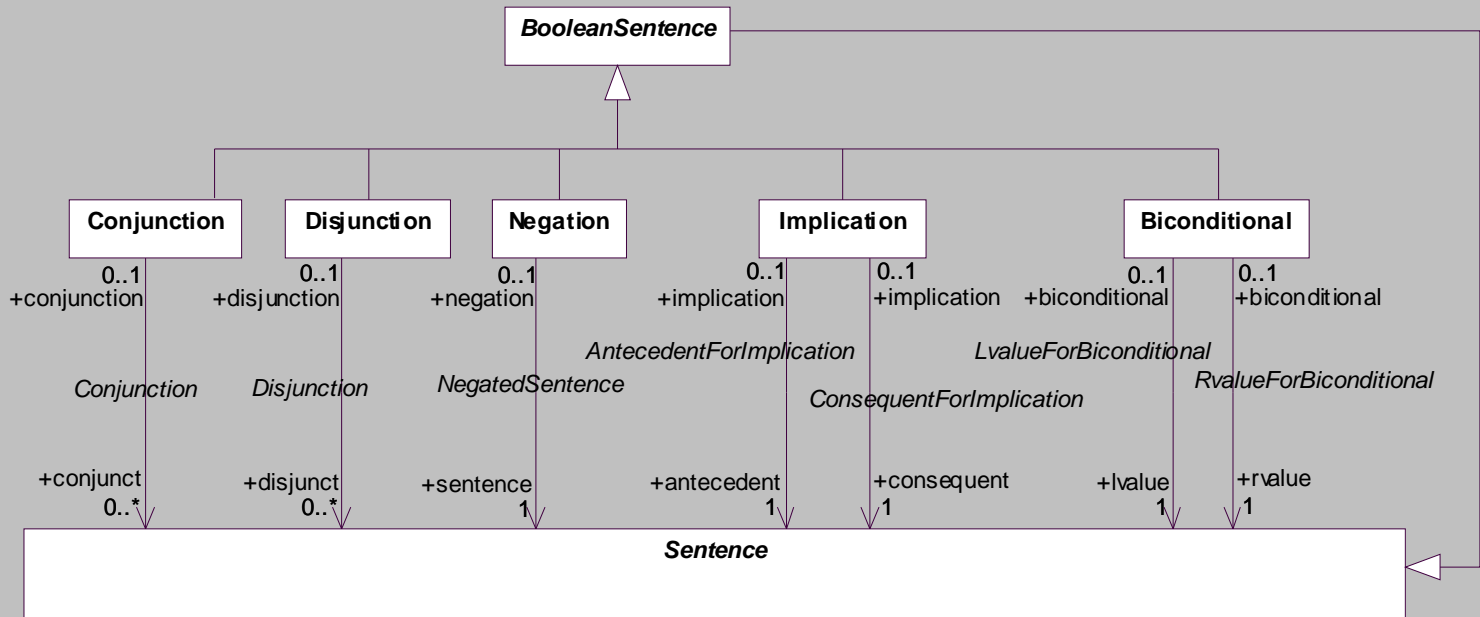 BooleanSentence
Conjunction Disjunction Negation Implication Biconditional
0..1 0..1 0..1 0..1 0..1 0..1 0..1
+conjunction +disjunction +negation +implication +implication +biconditional +biconditional
AntecedentForImplication LvalueForBiconditional
Conjunction Disjunction NegatedSentence RvalueForBiconditional
ConsequentForImplication
+conjunct +disjunct +sentence +antecedent +consequent +lvalue +rvalue
0..* 0..* 1 1 1 1 1
Sentence